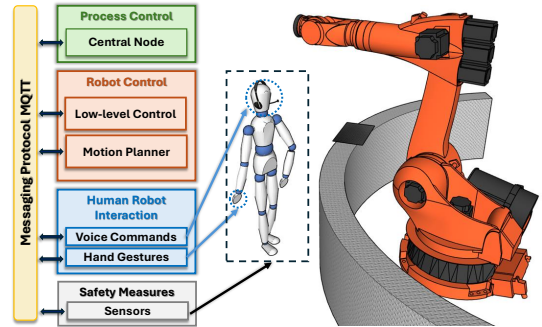 Messaging Protocol MQTT
Process Control
Central Node
Robot Control
Low-level Control
Motion Planner
Human Robot
Interaction
Voice Commands
Hand Gestures
Safety Measures
Sensors